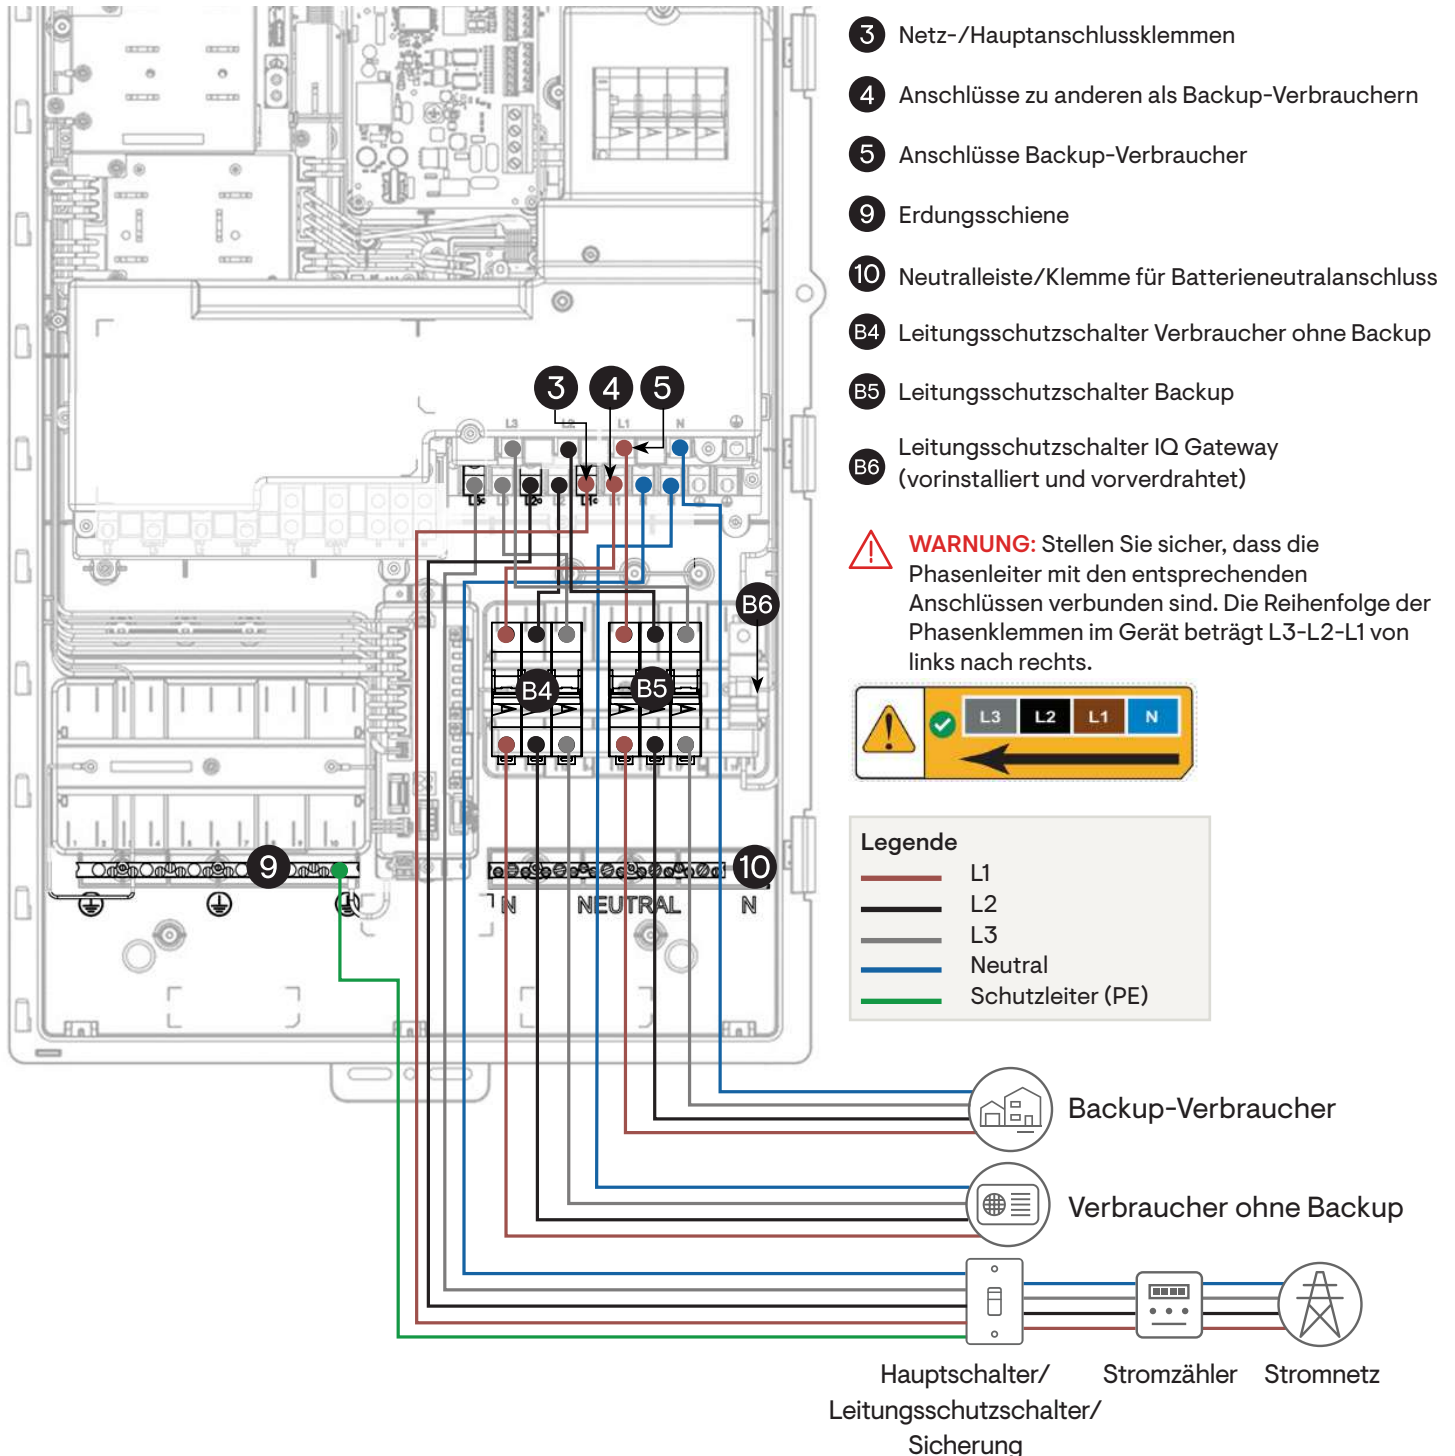 3 Netz-/Hauptanschlussklemmen
4 Anschlüsse zu anderen als Backup-Verbrauchern
5 Anschlüsse Backup-Verbraucher
9 Erdungsschiene
10 Neutralleiste/Klemme für Batterieneutralanschluss
B4 Leitungsschutzschalter Verbraucher ohne Backup
B5 Leitungsschutzschalter Backup
B6 Leitungsschutzschalter IQ Gateway
(vorinstalliert und vorverdrahtet)
WARNUNG: Stellen Sie sicher, dass die
Phasenleiter mit den entsprechenden
Anschlüssen verbunden sind. Die Reihenfolge der
Phasenklemmen im Gerät beträgt L3-L2-L1 von
links nach rechts.
L3 L2 L1 N
Legende
L1
L2
L3
Neutral
Schutzleiter (PE)
3 4 5
L3 L2 L1 N
B6
B4 B5
9 10
N NEUTRAL N
Backup-Verbraucher
Verbraucher ohne Backup
Hauptschalter/
Leitungsschutzschalter/
Sicherung
Stromzähler
Stromnetz